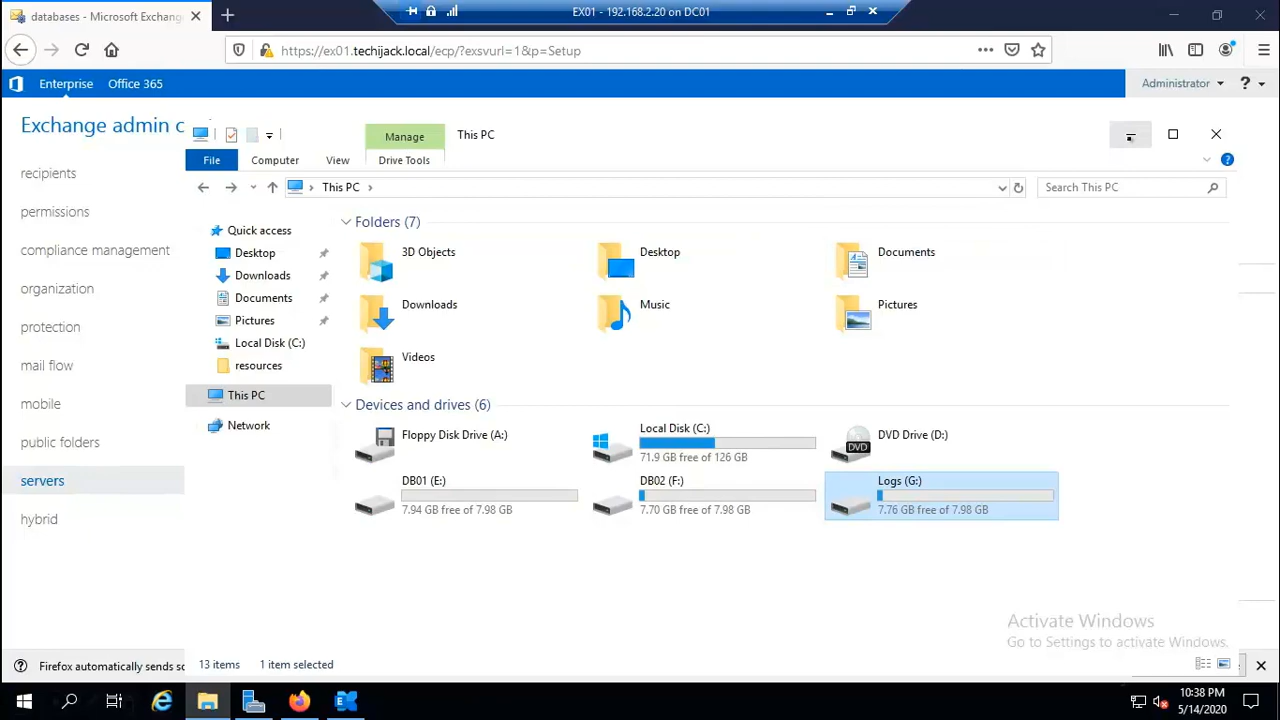 databases - Microsoft Exchange
EX01 - 192.168.2.20 on DC01
https://ex01.techijack.local/ecp/?exsvurl=1&p=Setup
Enterprise Office 365
Administrator ?
Exchange admin c
recipients
permissions
compliance management
organization
protection
mail flow
mobile
public folders
servers
hybrid
Manage
This PC
File
Computer
View
Drive Tools
This PC
Search This PC
Quick access
Desktop
Downloads
Documents
Pictures
Local Disk (C:)
resources
This PC
Network
Folders (7)
3D Objects
Desktop
Documents
Downloads
Music
Pictures
Videos
Devices and drives (6)
Floppy Disk Drive (A:)
Local Disk (C:)
71.9 GB free of 126 GB
DVD Drive (D:)
DVD
DB01 (E:)
7.94 GB free of 7.98 GB
DB02 (F:)
7.70 GB free of 7.98 GB
Logs (G:)
7.76 GB free of 7.98 GB
Activate Windows
Go to Settings to activate Windows.
13 items
1 item selected
Firefox automatically sends so
10:38 PM
5/14/2020